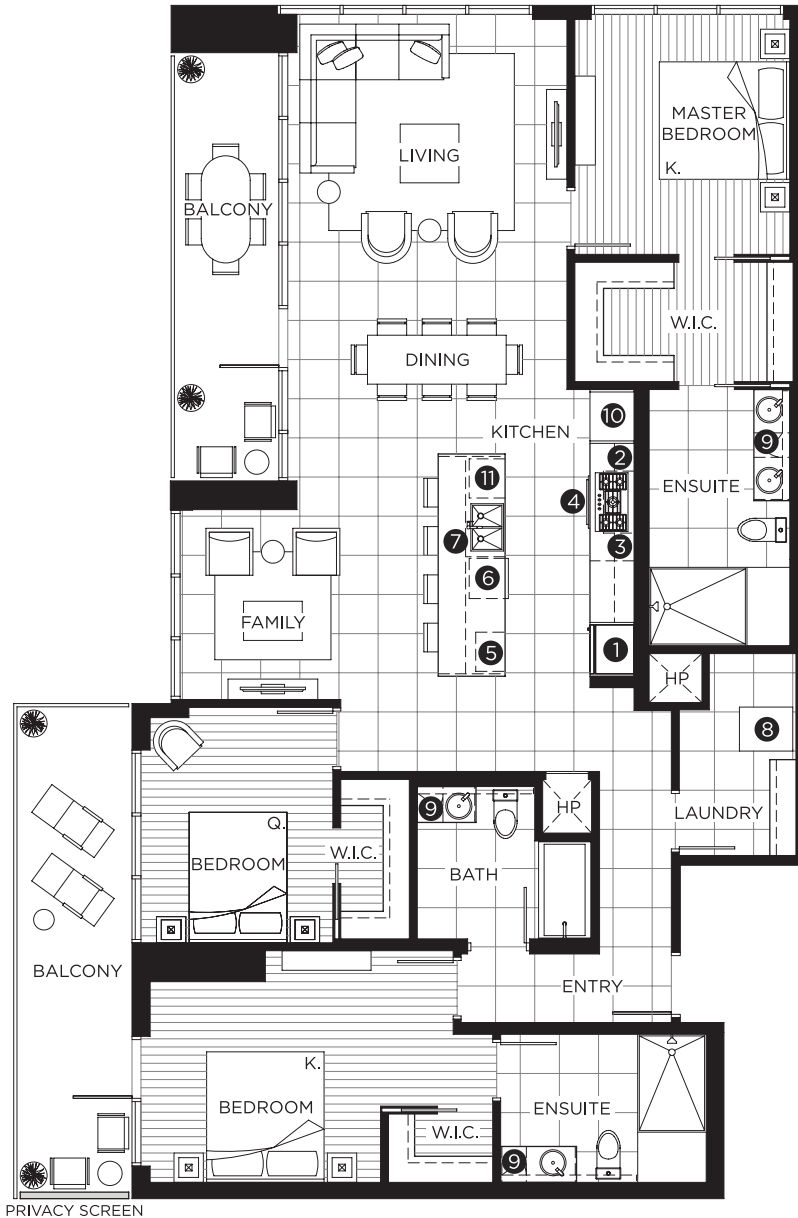 MASTER
BEDROOM
K.
LIVING
BALCONY
W.I.C.
DINING
KITCHEN
10
9
2
11
ENSUITE
4
7
3
6
FAMILY
5
1
HP
8
HP
9
LAUNDRY
Q.
BEDROOM
W.I.C.
BATH
BALCONY
ENTRY
K.
BEDROOM
ENSUITE
W.I.C.
9
PRIVACY SCREEN